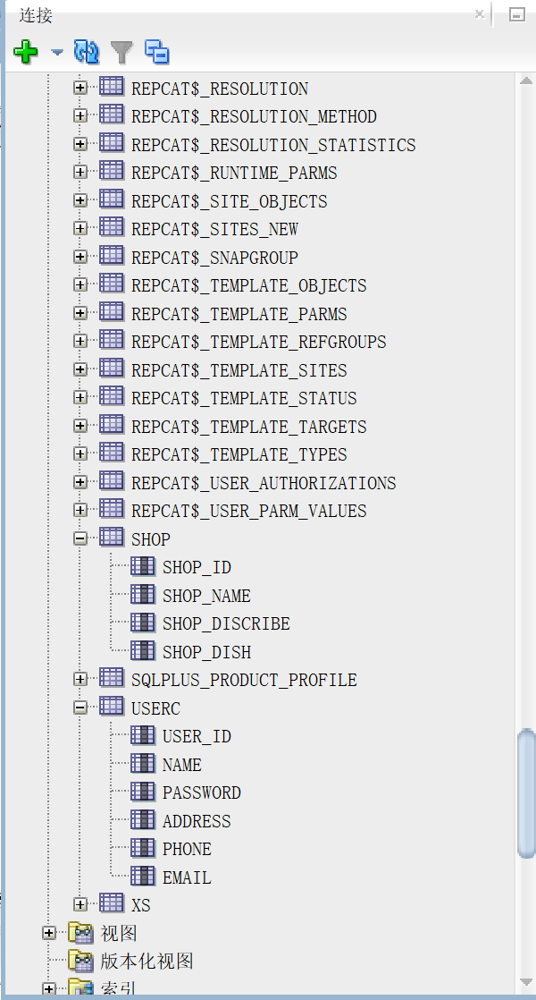 连接
REPCAT$_RESOLUTION
REPCAT$_RESOLUTION_METHOD
REPCAT$_RESOLUTION_STATISTICS
REPCAT$_RUNTIME_PARMS
REPCAT$_SITE_OBJECTS
REPCAT$_SITES_NEW
REPCAT$_SNAPGROUP
REPCAT$_TEMPLATE_OBJECTS
REPCAT$_TEMPLATE_PARMS
REPCAT$_TEMPLATE_REFGROUPS
REPCAT$_TEMPLATE_SITES
REPCAT$_TEMPLATE_STATUS
REPCAT$_TEMPLATE_TARGETS
REPCAT$_TEMPLATE_TYPES
REPCAT$_USER_AUTHORIZATIONS
REPCAT$_USER_PARM_VALUES
SHOP
SHOP_ID
SHOP_NAME
SHOP_DISCRIBE
SHOP_DISH
SQLPLUS_PRODUCT_PROFILE
USERC
USER_ID
NAME
PASSWORD
ADDRESS
PHONE
EMAIL
XS
视图
版本化视图
索引